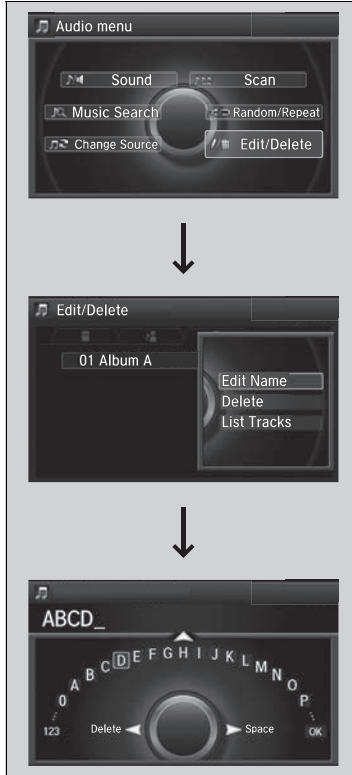 Audio menu
Sound Scan
Music Search Random/Repeat
Change Source Edit/Delete
Edit/Delete
01 Album A
Edit Name
Delete
List Tracks
ABCD_
0 A B C D E F G H I J K L M N O P
123 Delete Space OK